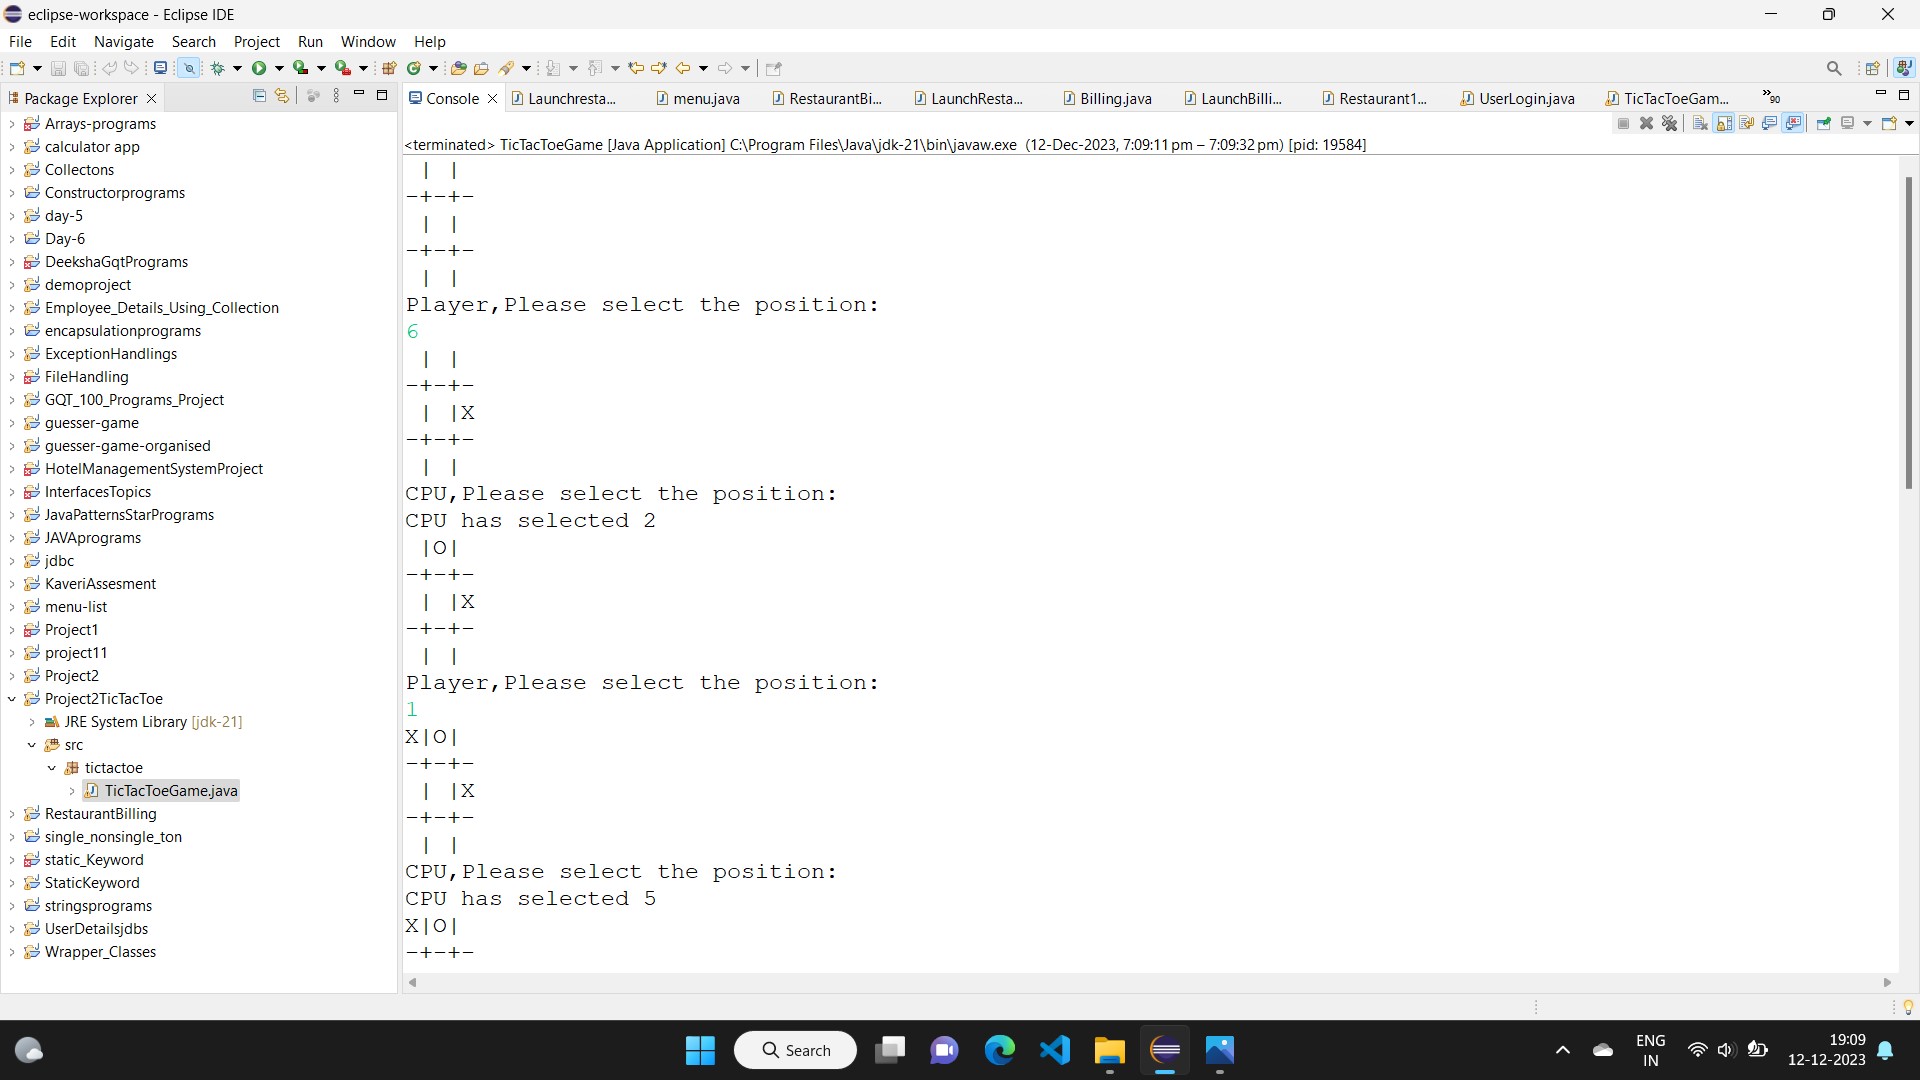 eclipse-workspace - Eclipse IDE
File Edit Navigate Search Project Run Window Help
Package Explorer
Console Launchresta... menu.java RestaurantBi... LaunchResta... Billing.java LaunchBilli... Restaurant1... UserLogin.java TicTacToeGam... »90
<terminated> TicTacToeGame [Java Application] C:\Program Files\Java\jdk-21\bin\javaw.exe (12-Dec-2023, 7:09:11 pm – 7:09:32 pm) [pid: 19584]
Arrays-programs
calculator app
Collectons
Constructorprograms
day-5
Day-6
DeekshaGqtPrograms
demoproject
Employee_Details_Using_Collection
encapsulationprograms
ExceptionHandlings
FileHandling
GQT_100_Programs_Project
guesser-game
guesser-game-organised
HotelManagementSystemProject
InterfacesTopics
JavaPatternsStarPrograms
JAVAprograms
jdbc
KaveriAssesment
menu-list
Project1
project11
Project2
Project2TicTacToe
JRE System Library [jdk-21]
src
tictactoe
TicTacToeGame.java
RestaurantBilling
single_nonsingle_ton
static_Keyword
StaticKeyword
stringsprograms
UserDetailsjdbs
Wrapper_Classes
 | |
-+-+-
 | |
-+-+-
 | |
Player,Please select the position:
6
 | |
-+-+-
 | |X
-+-+-
 | |
CPU,Please select the position:
CPU has selected 2
 |O|
-+-+-
 | |X
-+-+-
 | |
Player,Please select the position:
1
X|O|
-+-+-
 | |X
-+-+-
 | |
CPU,Please select the position:
CPU has selected 5
X|O|
-+-+-
Search
ENG
IN
19:09
12-12-2023